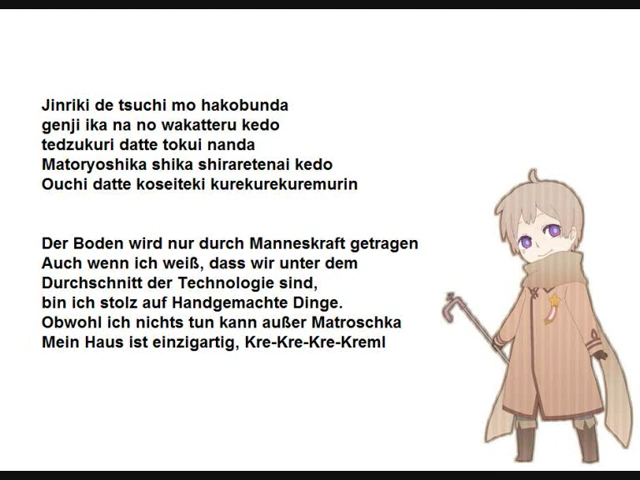 Jinriki de tsuchi mo hakobunda
genji ika na no wakatteru kedo
tedzukuri datte tokui nanda
Matoryoshika shika shiraretenai kedo
Ouchi datte koseiteki kurekurekuremurin
Der Boden wird nur durch Manneskraft getragen
Auch wenn ich weiß, dass wir unter dem
Durchschnitt der Technologie sind,
bin ich stolz auf Handgemachte Dinge.
Obwohl ich nichts tun kann außer Matroschka
Mein Haus ist einzigartig, Kre-Kre-Kre-Kreml